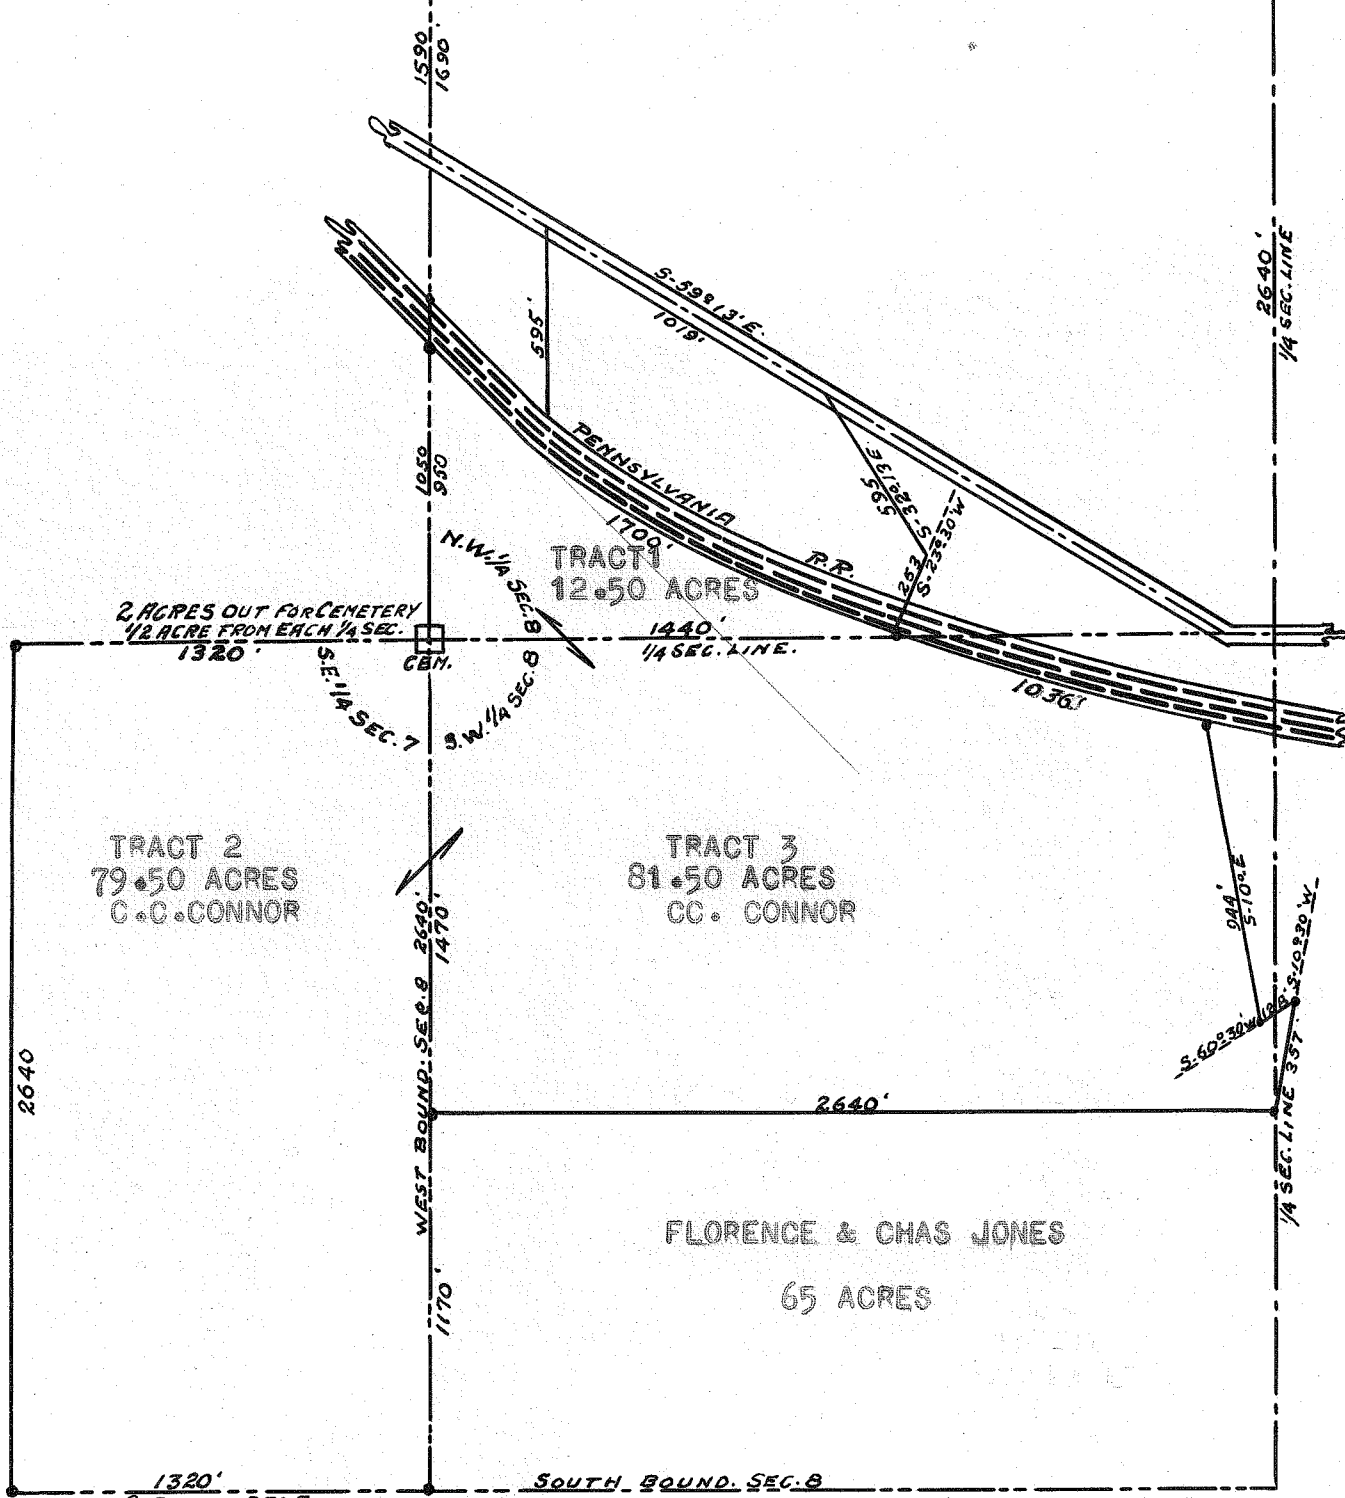 1590'
1690'
S-59°13'E.
1019'
595'
2640'
1/4 SEC. LINE
PENNSYLVANIA R.R.
1700'
595
S-32°13'E
253
S-23°30'W
1050
950
N.W. 1/4 SEC. 8
TRACT 1
12.50 ACRES
2 ACRES OUT FOR CEMETERY
1/2 ACRE FROM EACH 1/4 SEC.
1320'
CEM.
1440'
1/4 SEC. LINE.
S.E. 1/4 SEC. 7
S.W. 1/4 SEC. 8
1036'
TRACT 2
79.50 ACRES
C.C.CONNOR
TRACT 3
81.50 ACRES
CC. CONNOR
944'
S-10°E
S-10°30'W
S-60°30'W
128'
357'
1/4 SEC. LINE
2640
WEST BOUND. SEC. 8
2640'
1470'
2640'
FLORENCE & CHAS JONES
65 ACRES
1170'
1320'
SOUTH BOUND. SEC. 8